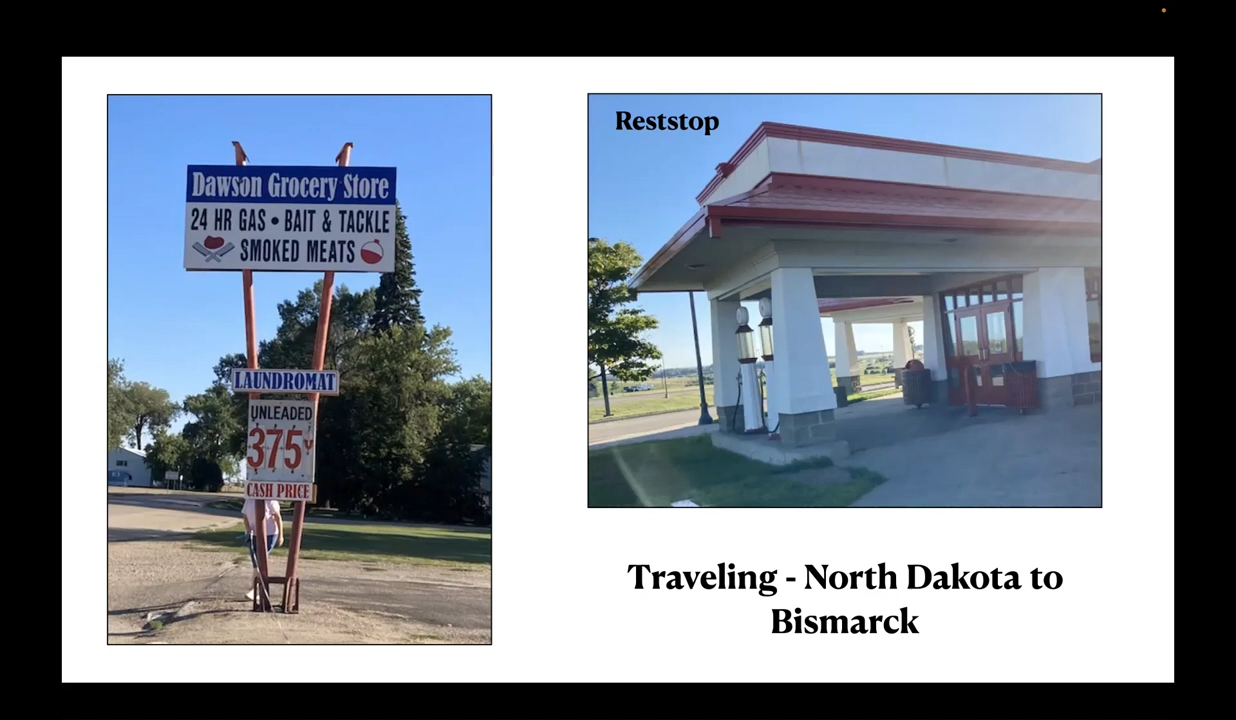 Dawson Grocery Store
24 HR GAS • BAIT & TACKLE
SMOKED MEATS
LAUNDROMAT
UNLEADED
375
CASH PRICE
Reststop
Traveling - North Dakota to
Bismarck